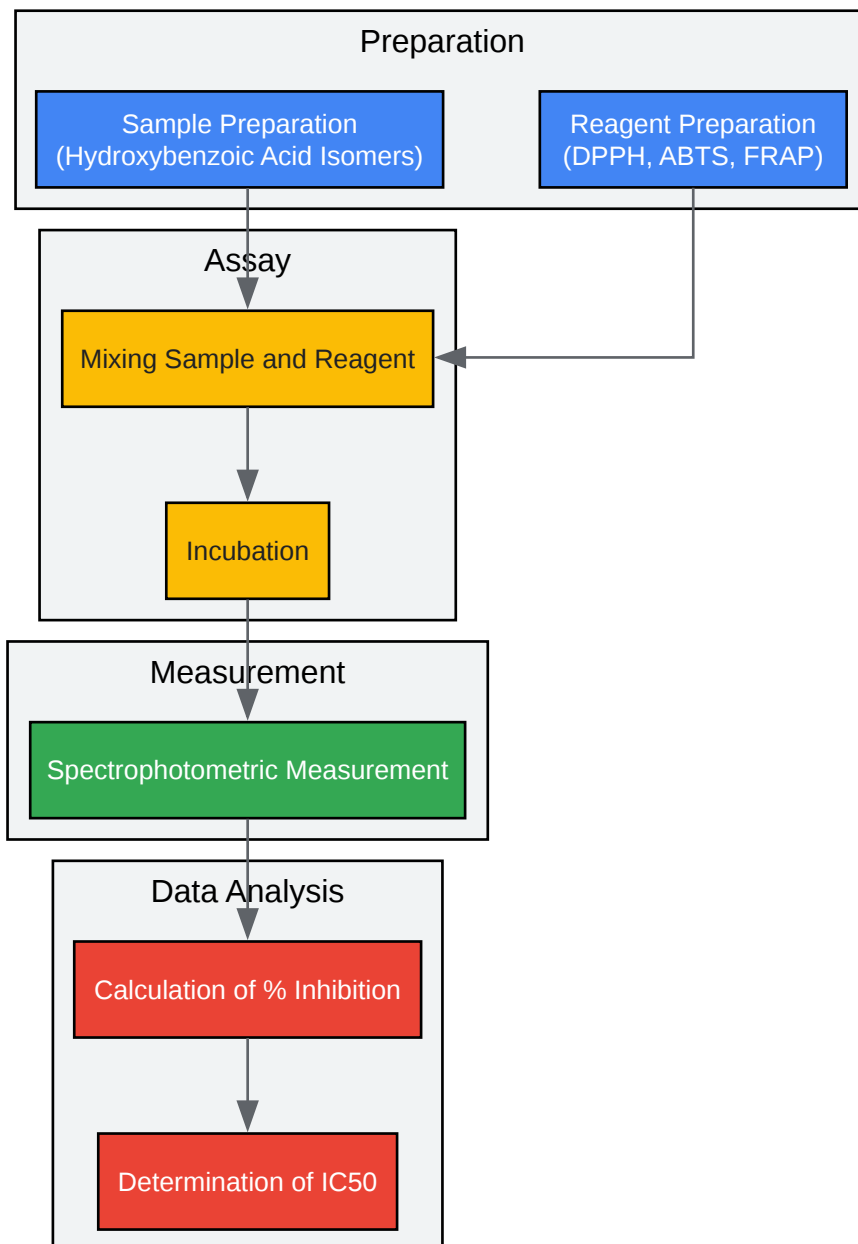 Preparation
Sample Preparation
(Hydroxybenzoic Acid Isomers)
Reagent Preparation
(DPPH, ABTS, FRAP)
Assay
Mixing Sample and Reagent
Incubation
Measurement
Spectrophotometric Measurement
Data Analysis
Calculation of % Inhibition
Determination of IC50